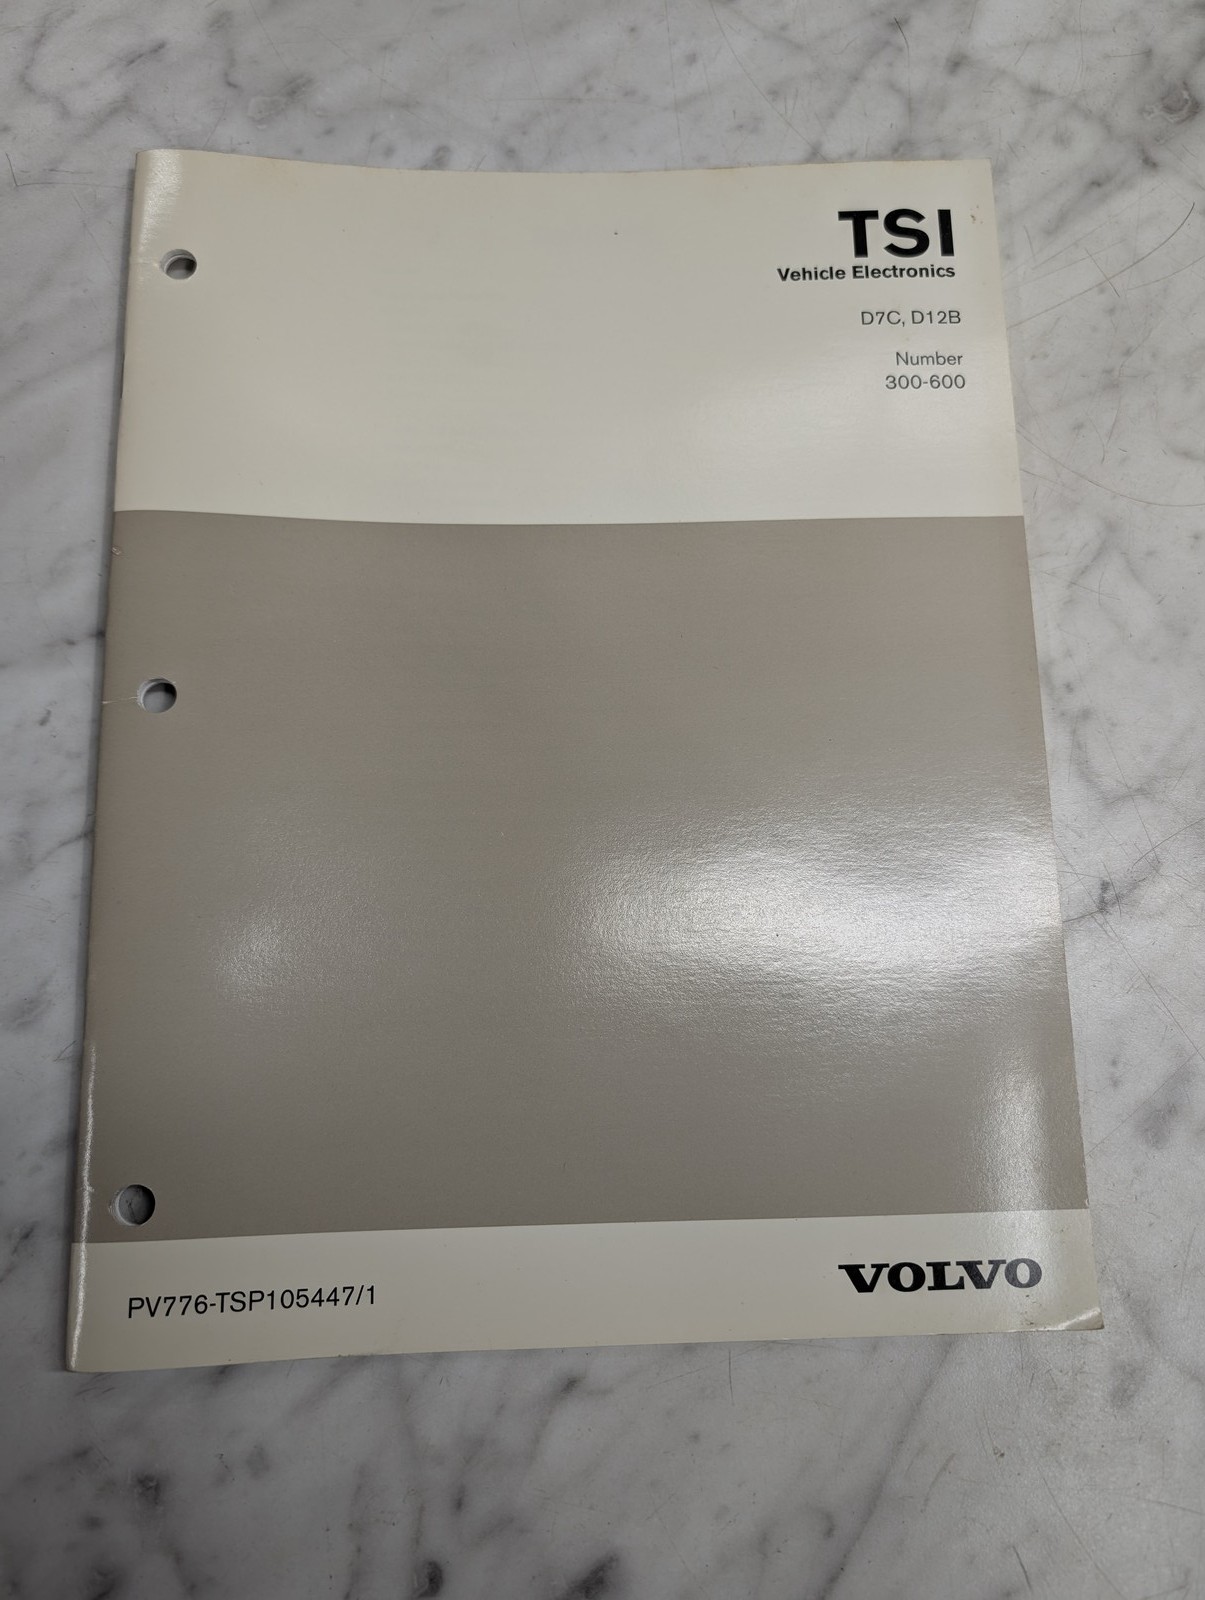 TSI
Vehicle Electronics
D7C, D12B
Number
300-600
PV776-TSP105447/1
VOLVO